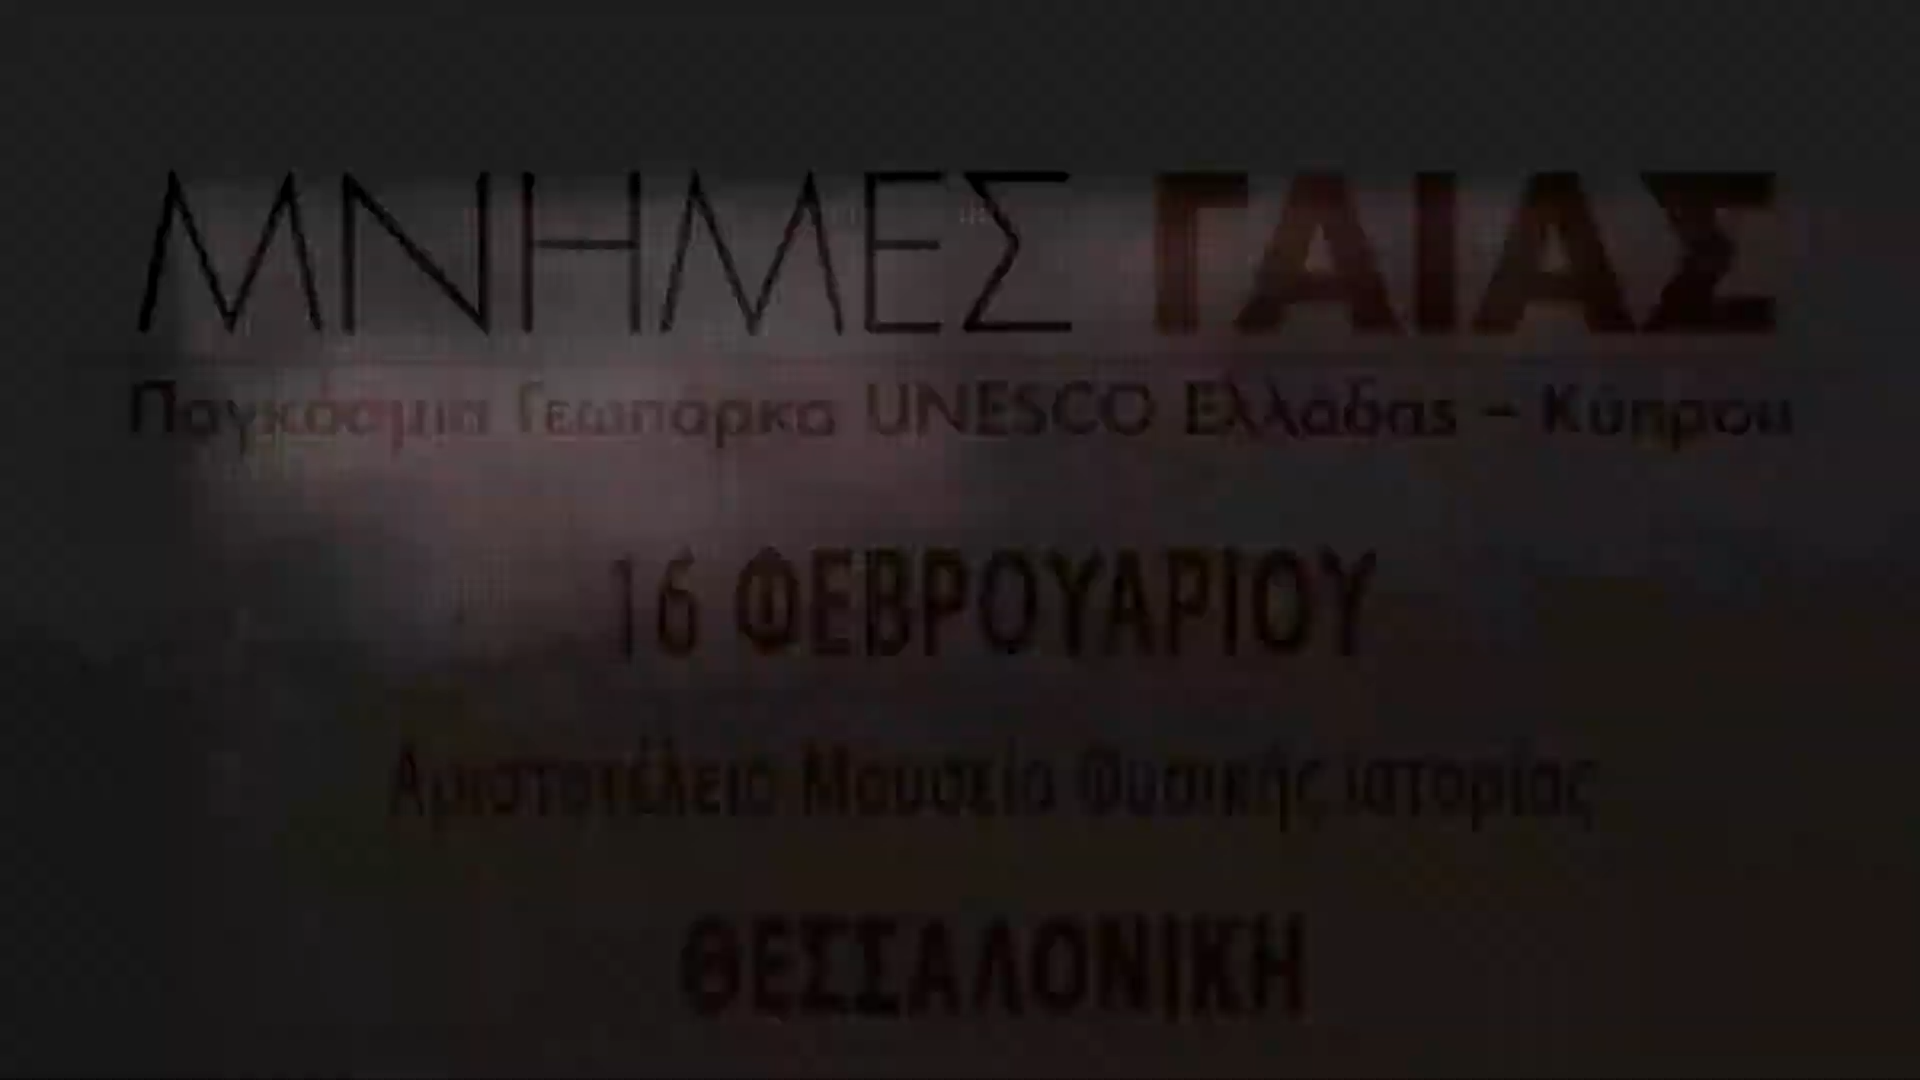 ΜΝΗΜΕΣ ΓΑΙΑΣ
Παγκόσμια Γεωπάρκα UNESCO Ελλάδας – Κύπρου
16 ΦΕΒΡΟΥΑΡΙΟΥ
Αριστοτέλειο Μουσείο Φυσικής ιστορίας
ΘΕΣΣΑΛΟΝΙΚΗ